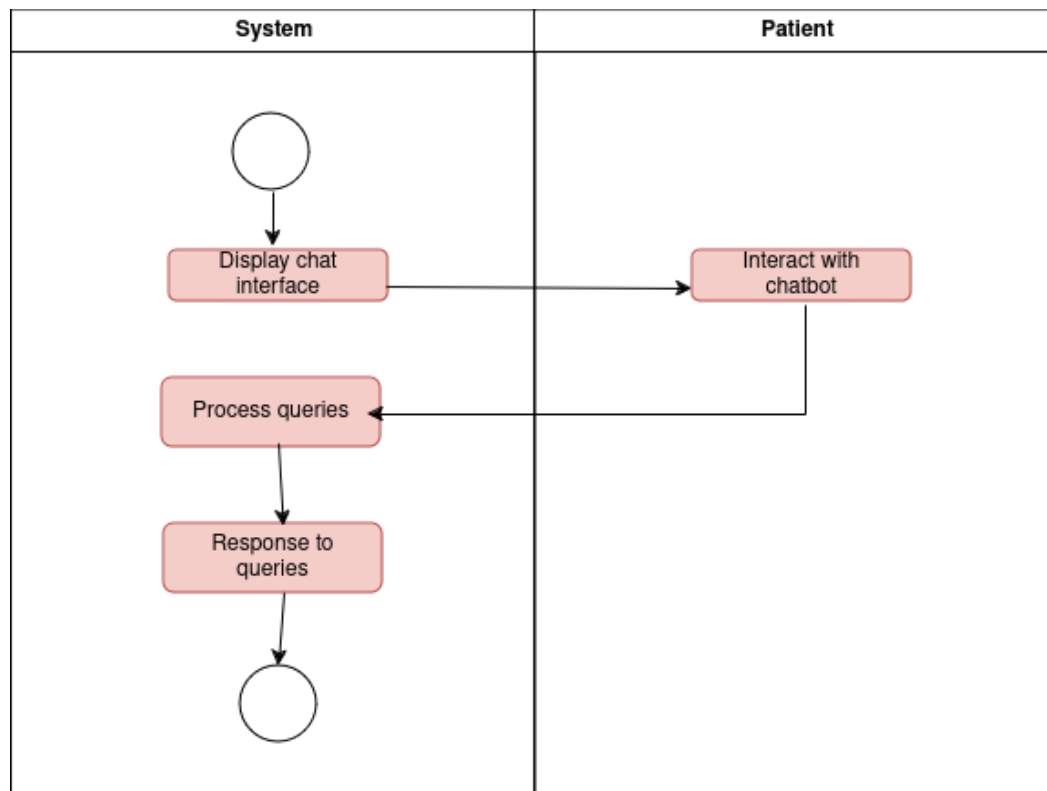 System
Patient
Display chat
interface
Interact with
chatbot
Process queries
Response to
queries